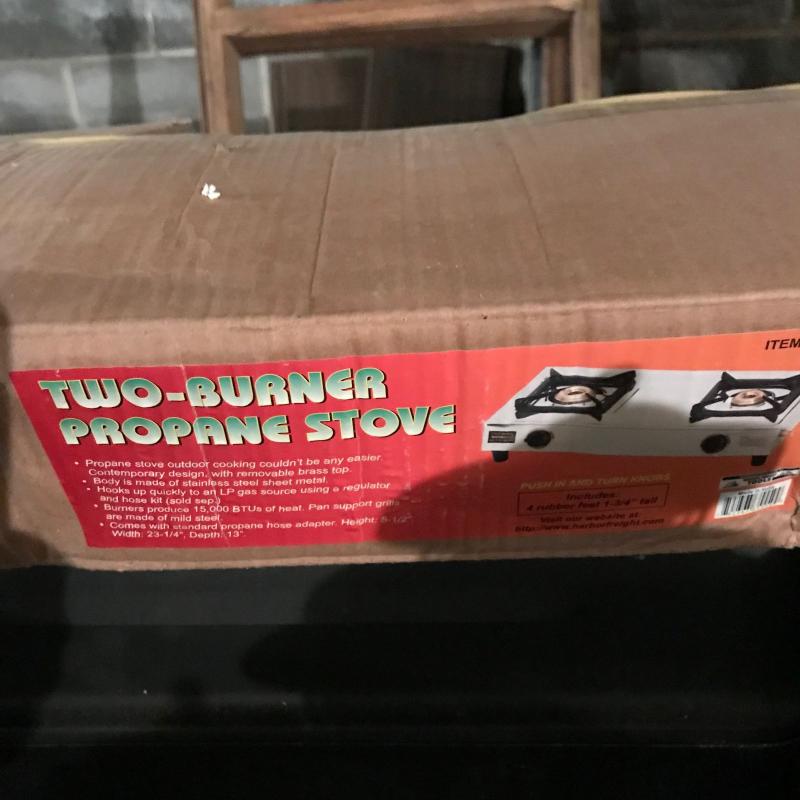 ITEM
TWO-BURNER
PROPANE STOVE
• Propane stove outdoor cooking couldn't be any easier.
Contemporary design, with removable brass top.
• Body is made of stainless steel sheet metal.
• Hooks up quickly to an LP gas source using a regulator
and hose kit (sold sep.)
• Burners produce 15,000 BTUs of heat. Pan support grills
are made of mild steel.
• Comes with standard propane hose adapter. Height: 5-1/2"
Width: 23-1/4", Depth: 13".
PUSH IN AND TURN KNOBS
Includes:
4 rubber feet 1-3/4" tall
Visit our website at:
http://www.harborfreight.com